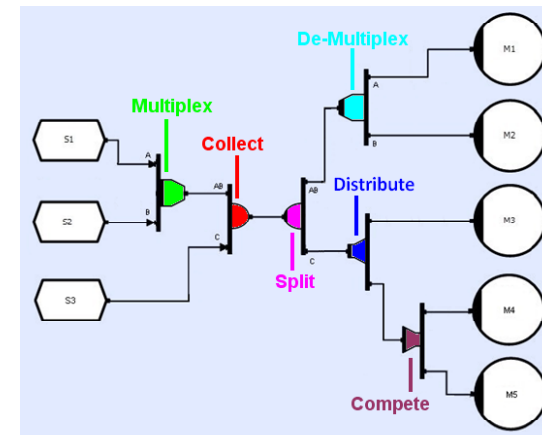 De-Multiplex
M1
A
Multiplex
S1
A
Collect
M2
B
AB
AB
Distribute
S2
B
M3
C
C
Split
S3
M4
Compete
M5